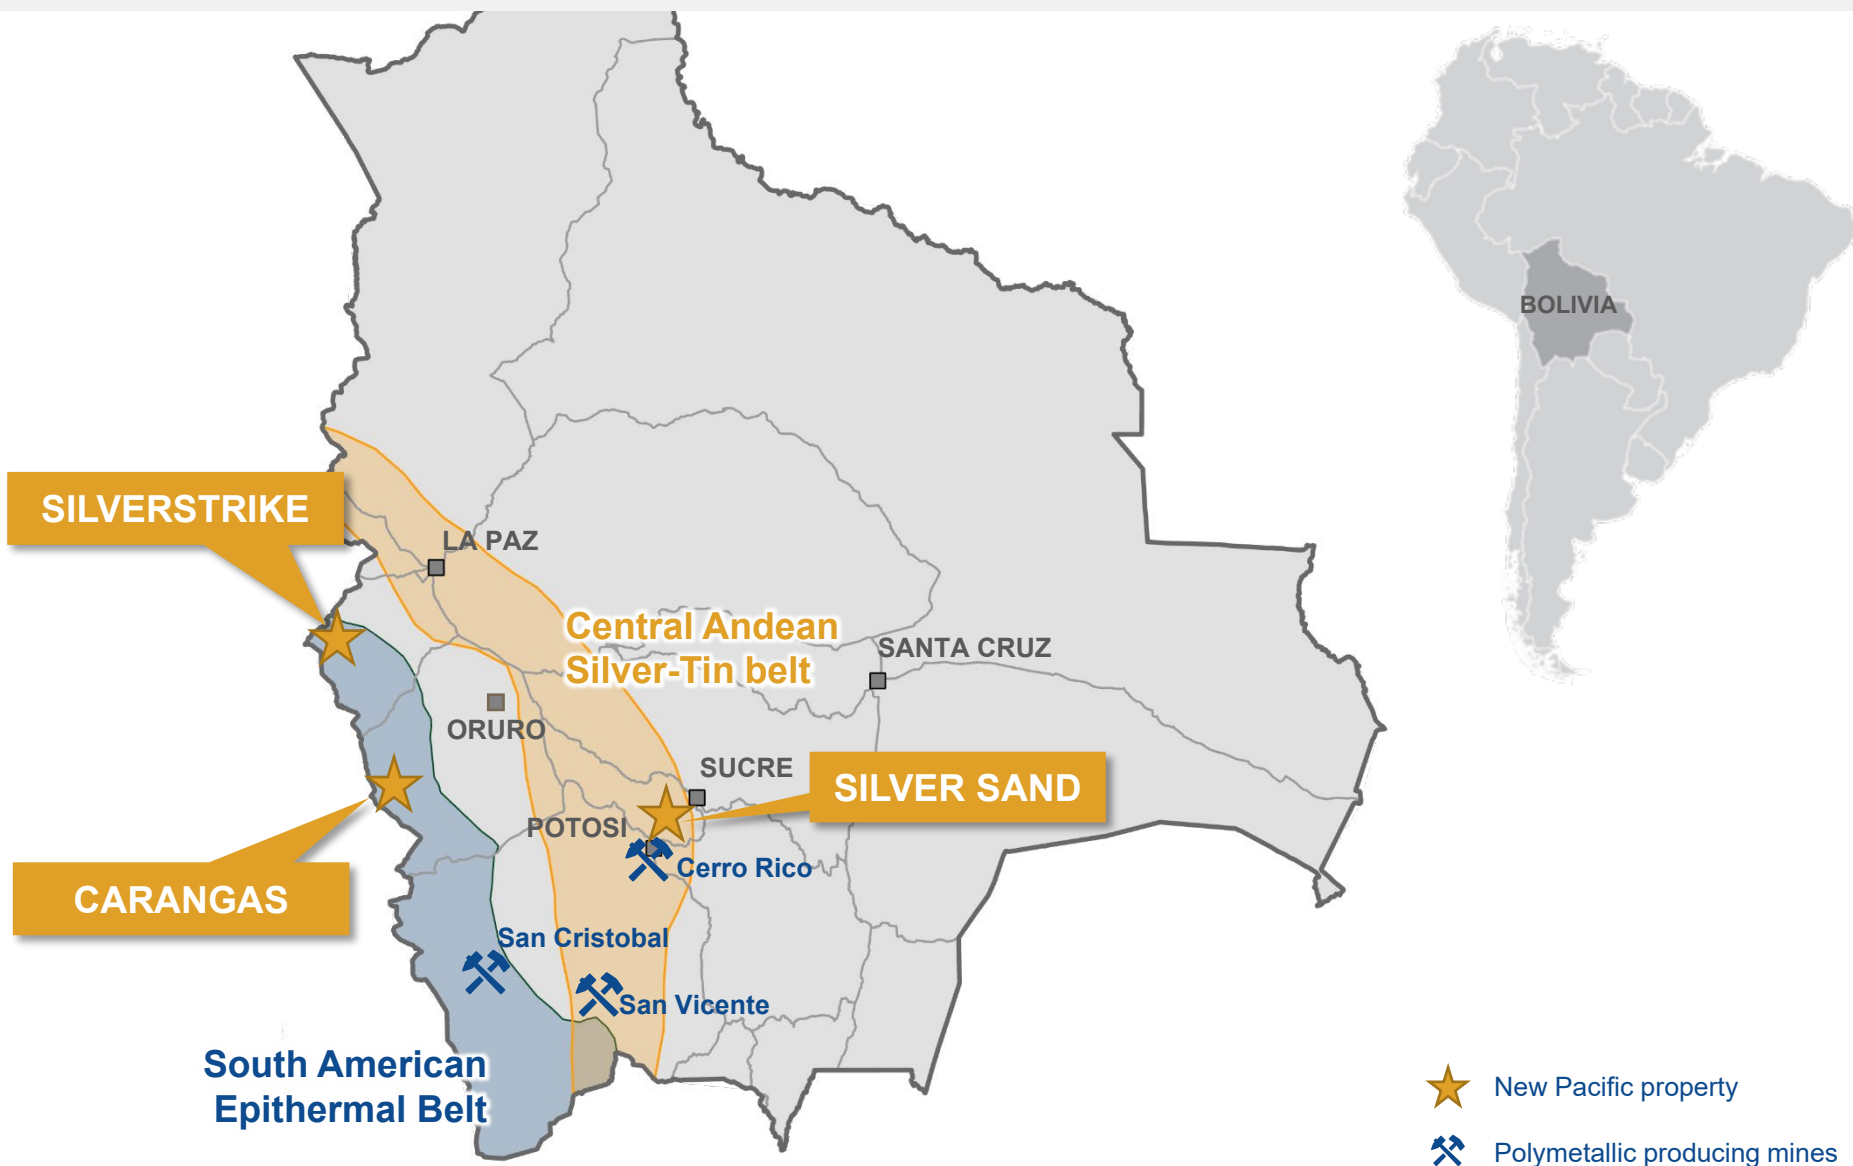 BOLIVIA
SILVERSTRIKE
LA PAZ
Central Andean
Silver-Tin belt
SANTA CRUZ
ORURO
SUCRE
SILVER SAND
POTOSI
Cerro Rico
CARANGAS
San Cristobal
San Vicente
South American
Epithermal Belt
New Pacific property
Polymetallic producing mines